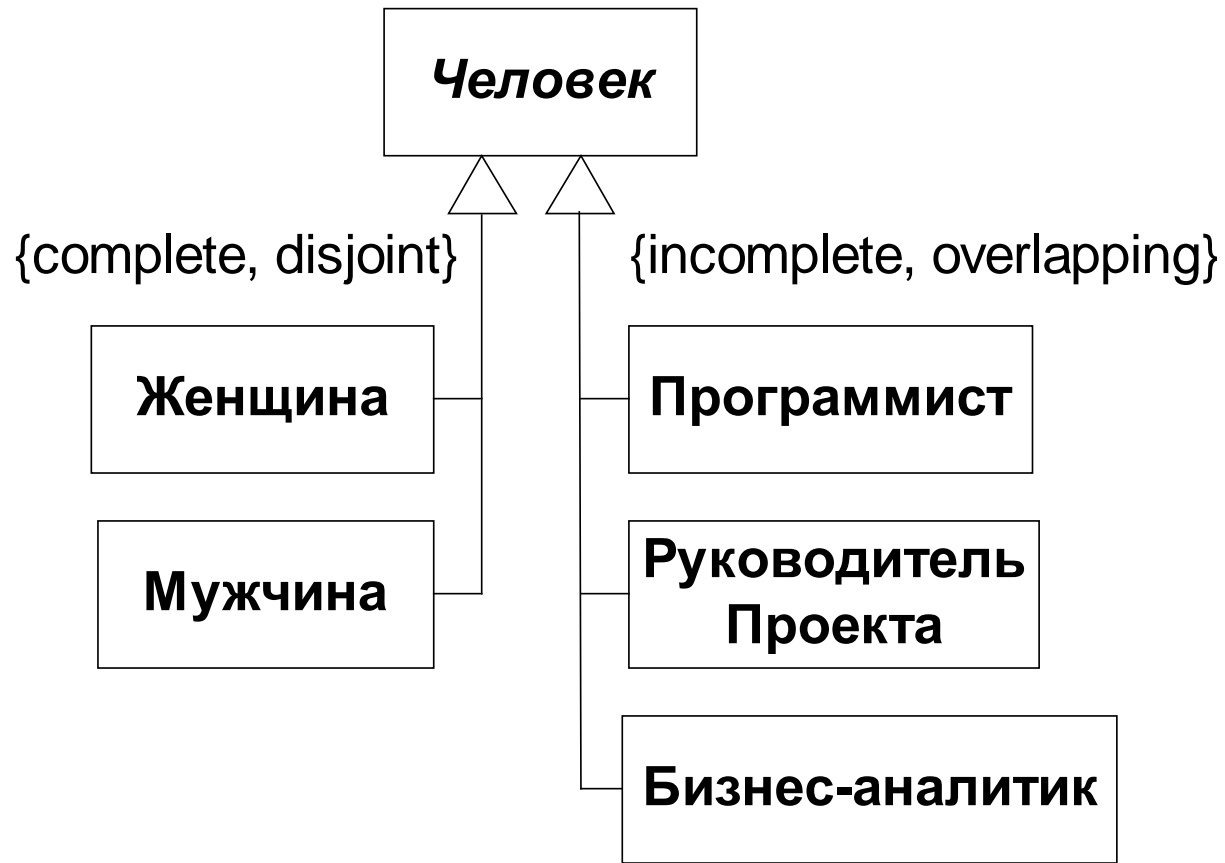 Человек
{complete, disjoint}
{incomplete, overlapping}
Женщина
Программист
Мужчина
Руководитель
Проекта
Бизнес-аналитик